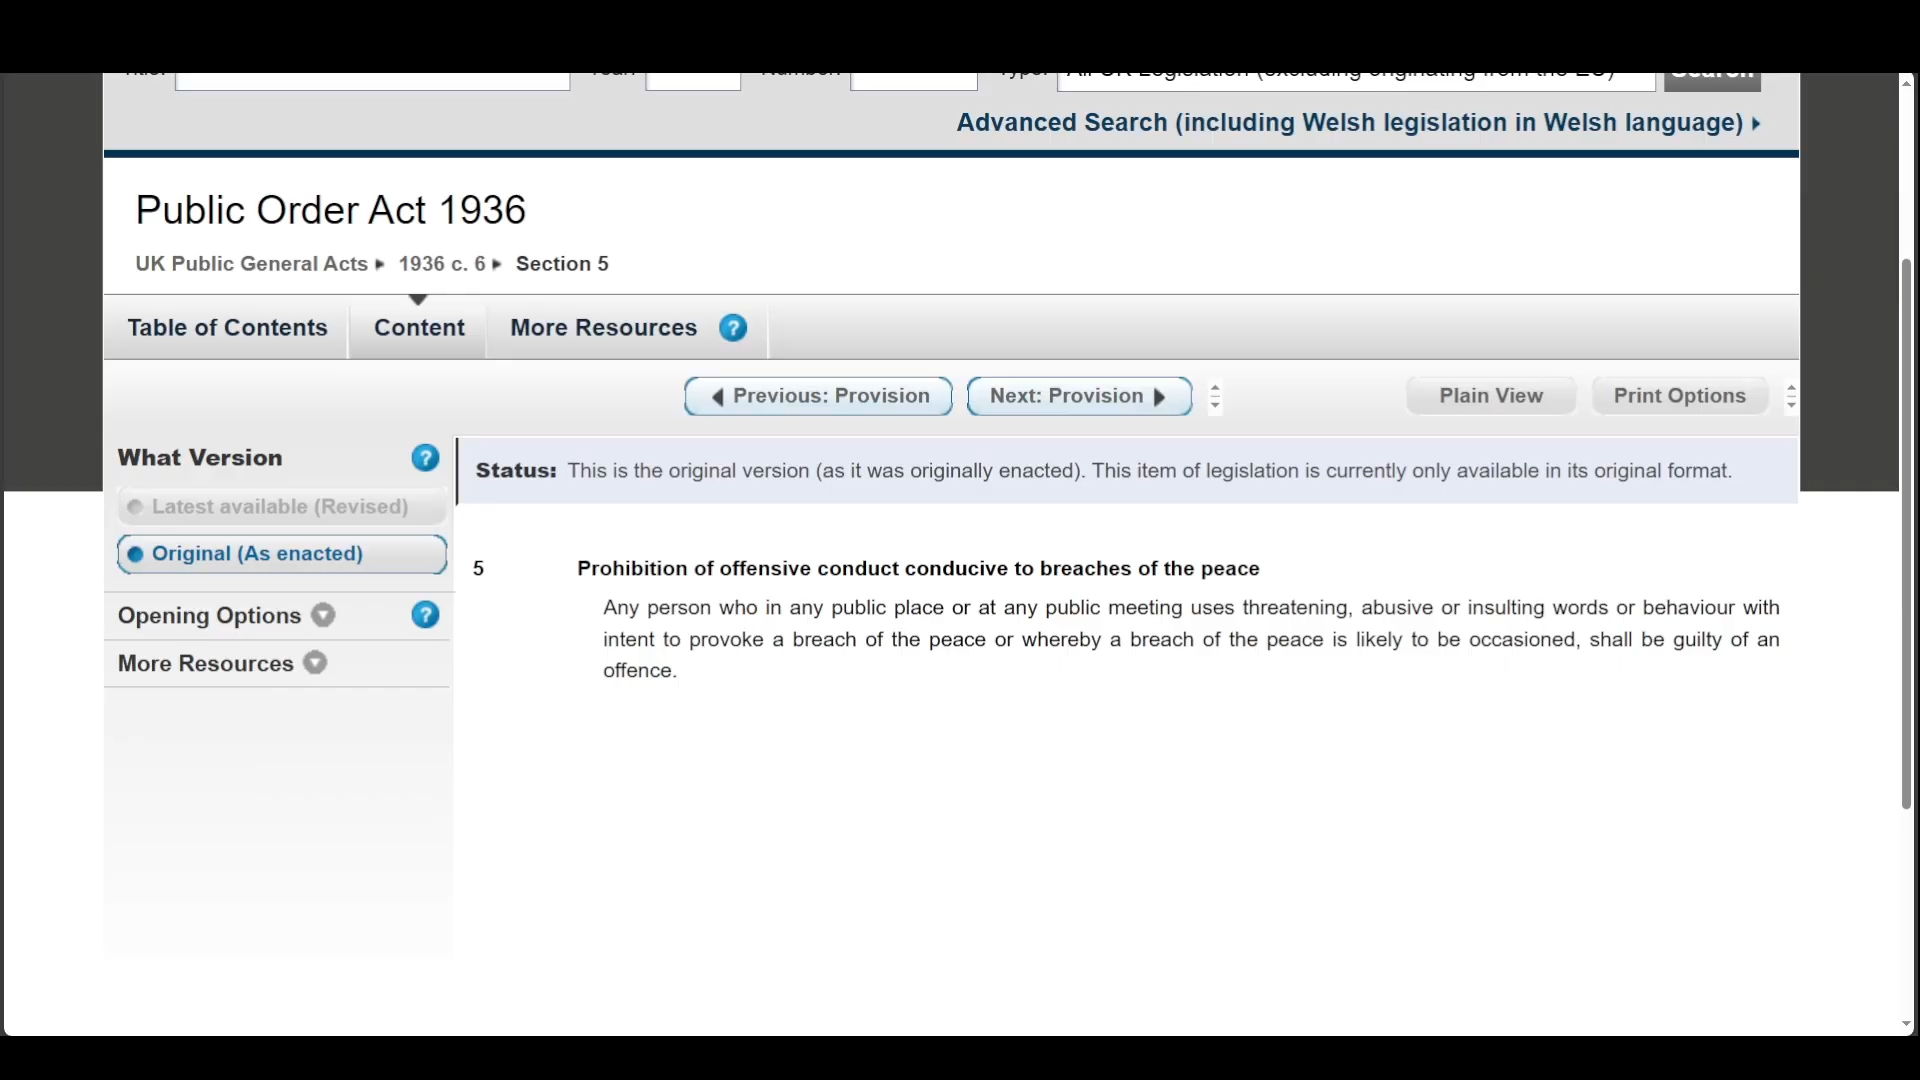 Advanced Search (including Welsh legislation in Welsh language)
Public Order Act 1936
UK Public General Acts 1936 c. 6 Section 5
Table of Contents Content More Resources ?
Previous: Provision Next: Provision Plain View Print Options
What Version ?
Status: This is the original version (as it was originally enacted). This item of legislation is currently only available in its original format.
Latest available (Revised)
Original (As enacted)
5 Prohibition of offensive conduct conducive to breaches of the peace
Any person who in any public place or at any public meeting uses threatening, abusive or insulting words or behaviour with
intent to provoke a breach of the peace or whereby a breach of the peace is likely to be occasioned, shall be guilty of an
offence.
Opening Options ?
More Resources